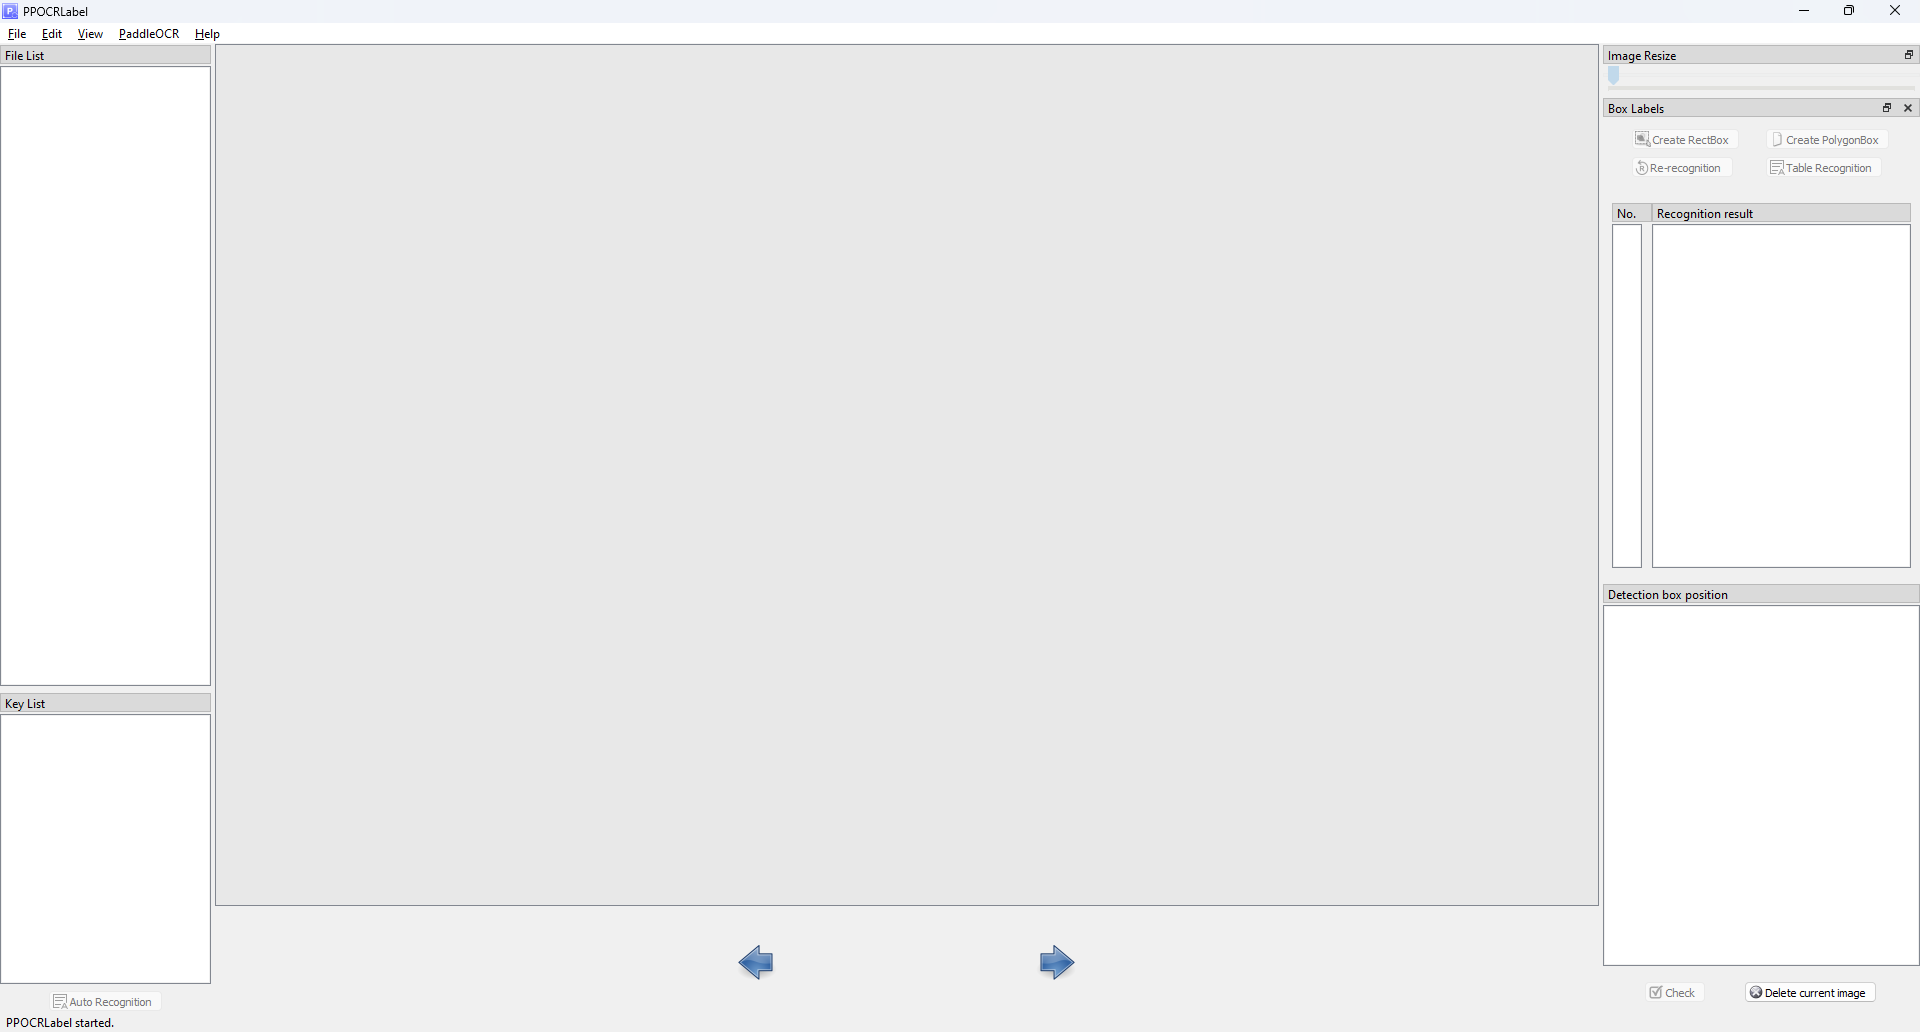 PPOCRLabel
File Edit View PaddleOCR Help
File List
Key List
Auto Recognition
PPOCRLabel started.
Image Resize
Box Labels
Create RectBox Create PolygonBox
Re-recognition Table Recognition
No. Recognition result
Detection box position
Check Delete current image